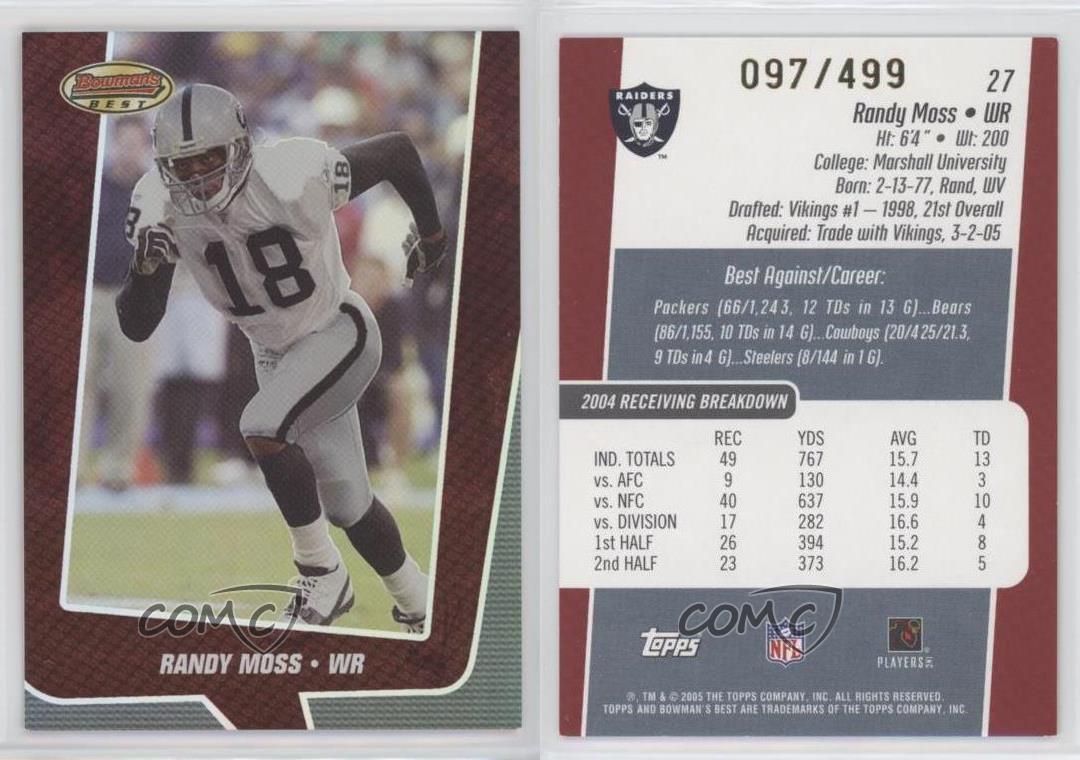 Bowman's
BEST
18
18
18
RANDY MOSS • WR
COMC
097/499
27
RAIDERS
TM
Randy Moss • WR
Ht: 6'4" • Wt: 200
College: Marshall University
Born: 2-13-77, Rand, WV
Drafted: Vikings #1 – 1998, 21st Overall
Acquired: Trade with Vikings, 3-2-05
Best Against/Career:
Packers (66/1,243, 12 TDs in 13 G)...Bears
(86/1,155, 10 TDs in 14 G)...Cowboys (20/425/21.3,
9 TDs in 4 G)...Steelers (8/144 in 1 G).
2004 RECEIVING BREAKDOWN
REC YDS AVG TD
IND. TOTALS 49 767 15.7 13
vs. AFC 9 130 14.4 3
vs. NFC 40 637 15.9 10
vs. DIVISION 17 282 16.6 4
1st HALF 26 394 15.2 8
2nd HALF 23 373 16.2 5
COMC
topps NFL PLAYERS INC
®, TM & © 2005 THE TOPPS COMPANY, INC. ALL RIGHTS RESERVED.
TOPPS AND BOWMAN'S BEST ARE TRADEMARKS OF THE TOPPS COMPANY, INC.